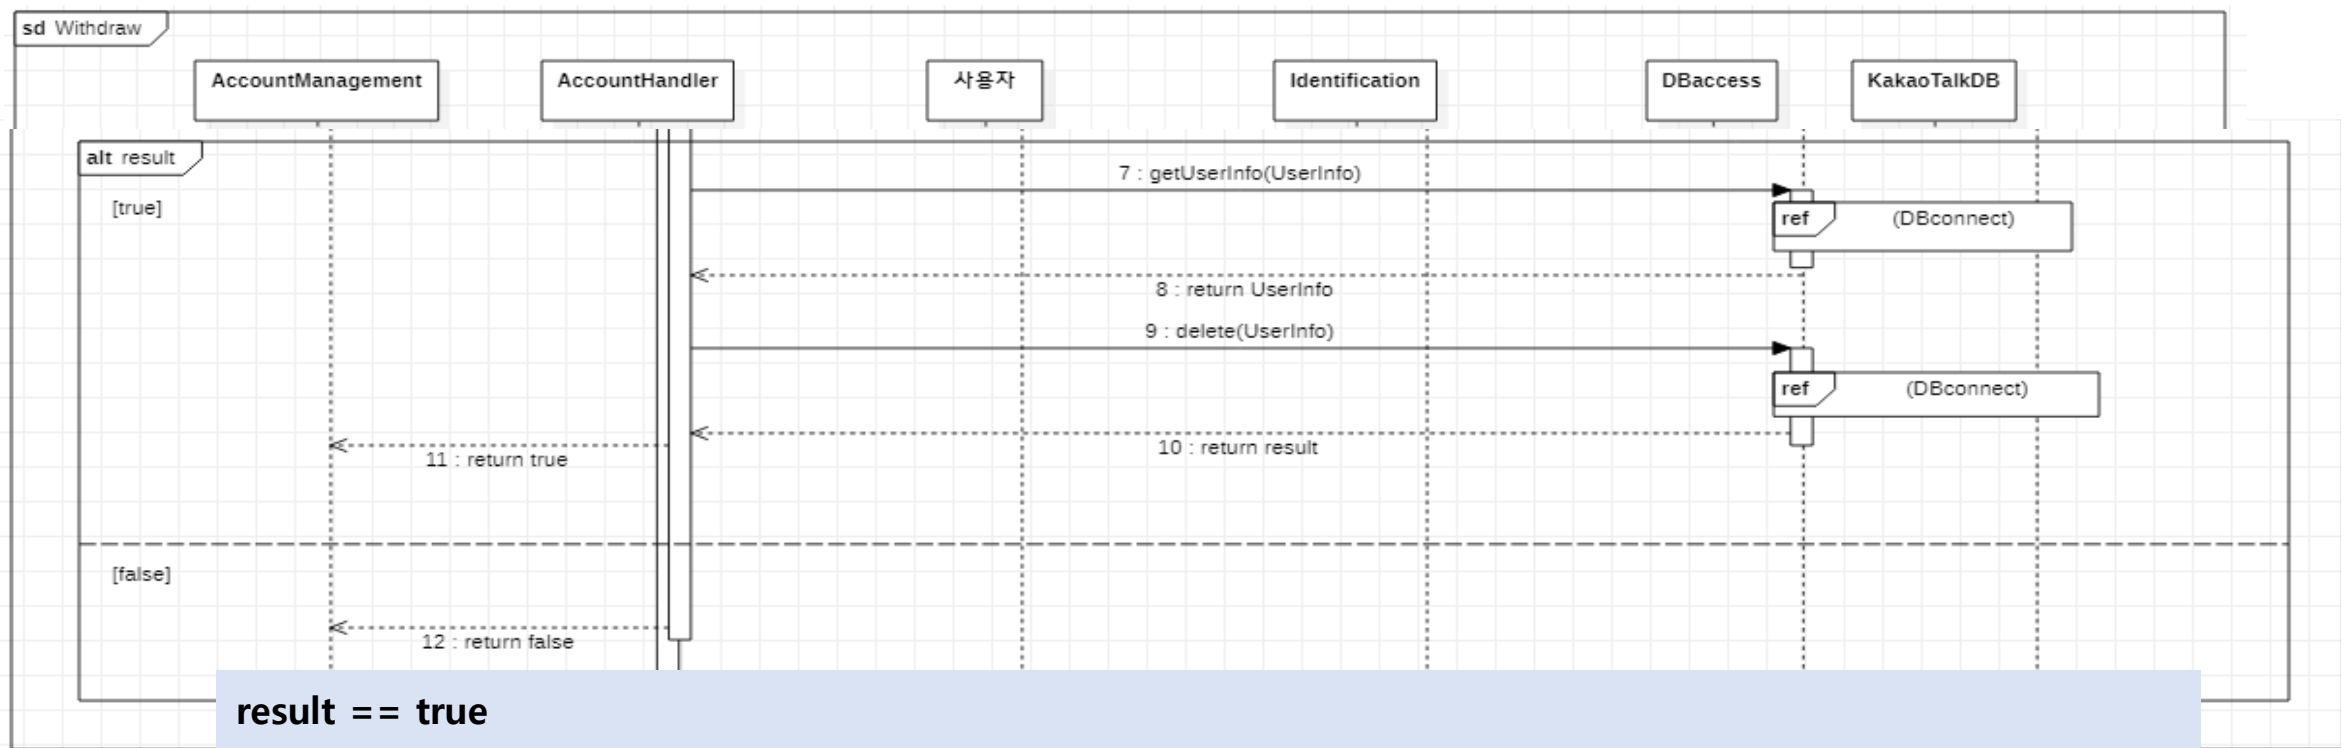 sd Withdraw
AccountManagement
AccountHandler
사용자
Identification
DBaccess
KakaoTalkDB
alt result
[true]
7 : getUserInfo(UserInfo)
ref (DBconnect)
8 : return UserInfo
9 : delete(UserInfo)
ref (DBconnect)
10 : return result
11 : return true
[false]
12 : return false
result == true